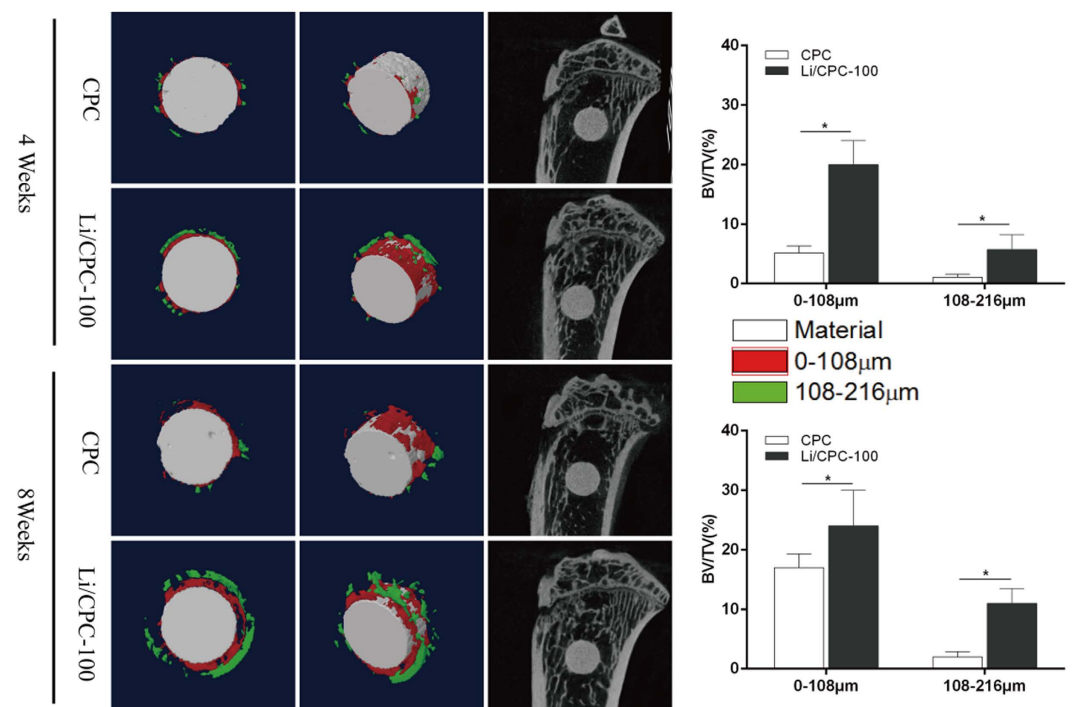 4 Weeks
CPC
Li/CPC-100
8Weeks
CPC
Li/CPC-100
40
30
20
10
0
BV/TV(%)
CPC
Li/CPC-100
*
*
0-108μm
108-216μm
Material
0-108μm
108-216μm
40
30
20
10
0
BV/TV(%)
CPC
Li/CPC-100
*
*
0-108μm
108-216μm